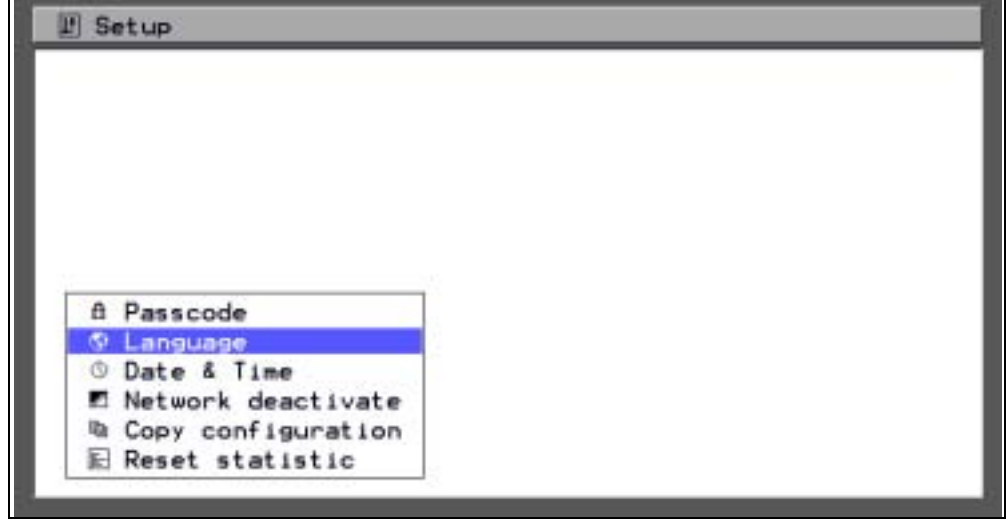 Setup
Passcode
Language
Date & Time
Network deactivate
Copy configuration
Reset statistic